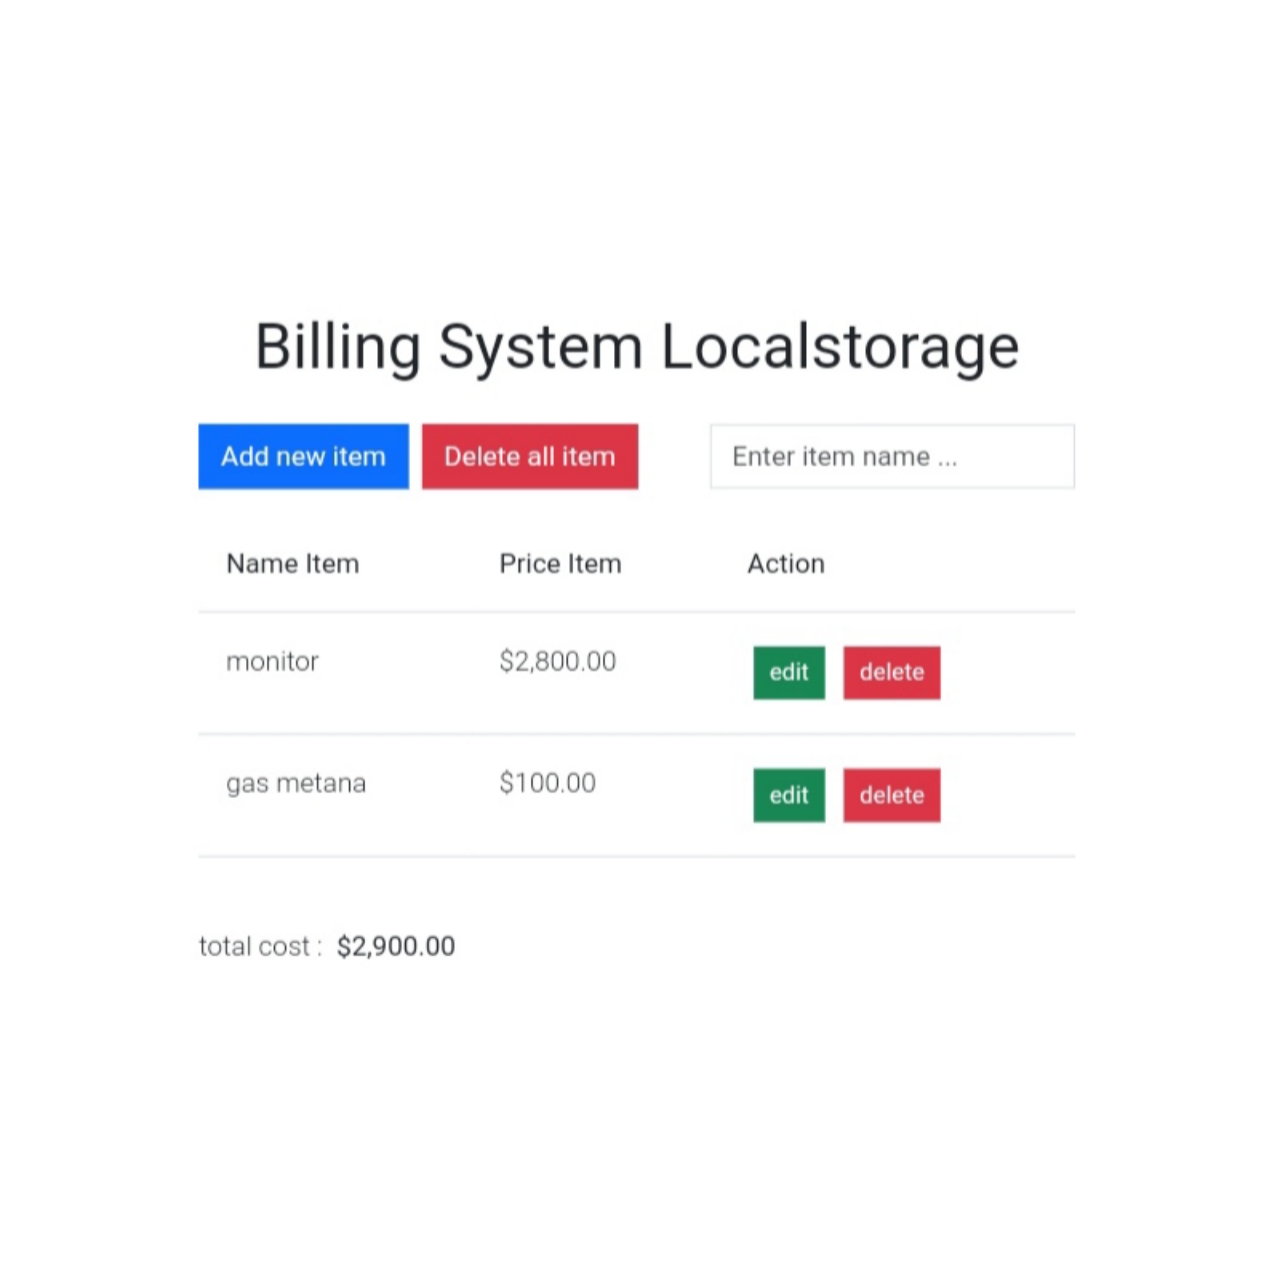 Billing System Localstorage
Add new item Delete all item Enter item name ...
Name Item Price Item Action
monitor $2,800.00 edit delete
gas metana $100.00 edit delete
total cost : $2,900.00